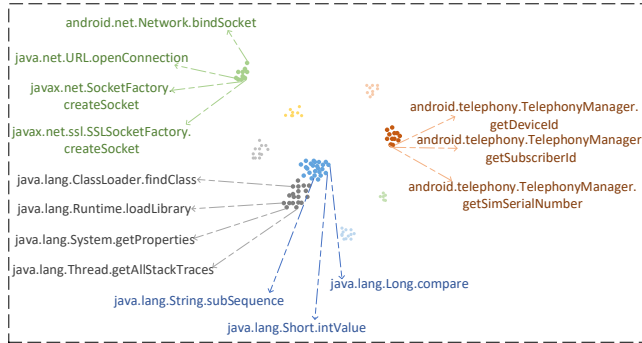 android.net.Network.bindSocket
java.net.URL.openConnection
javax.net.SocketFactory.
createSocket
javax.net.ssl.SSLSocketFactory.
createSocket
java.lang.ClassLoader.findClass
java.lang.Runtime.loadLibrary
java.lang.System.getProperties
java.lang.Thread.getAllStackTraces
java.lang.String.subSequence
java.lang.Short.intValue
java.lang.Long.compare
android.telephony.TelephonyManager.
getDeviceId
android.telephony.TelephonyManager
getSubscriberId
android.telephony.TelephonyManager.
getSimSerialNumber